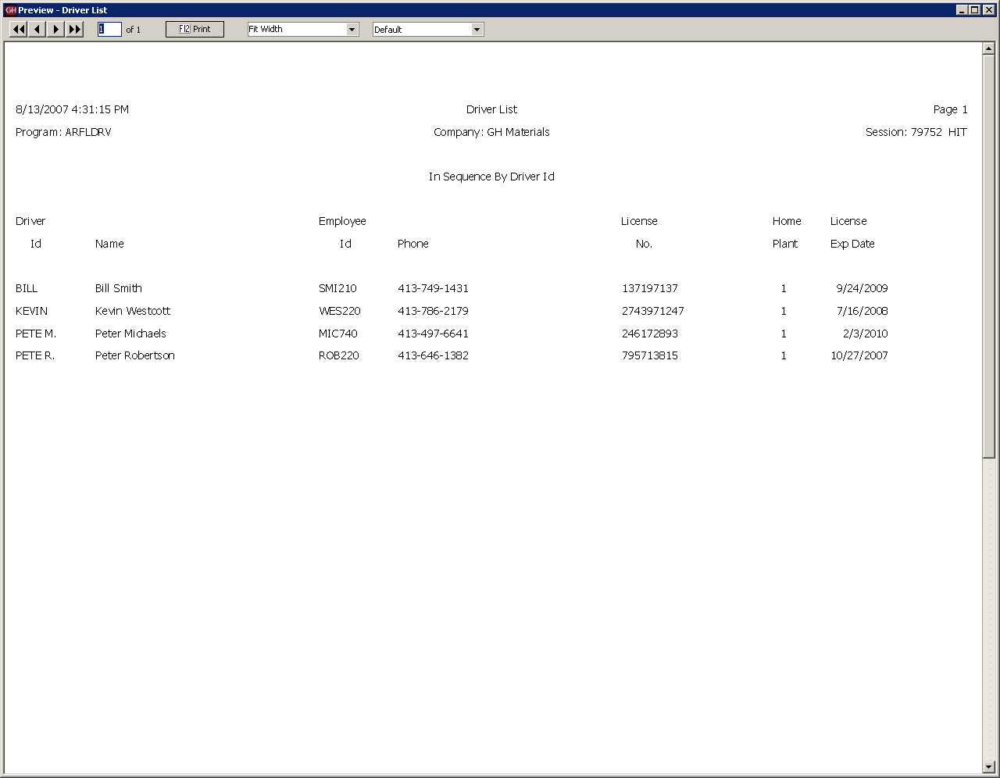 GH Preview - Driver List
1 of 1 F12 Print Fit Width Default
8/13/2007 4:31:15 PM Driver List Page 1
Program: ARFLDRV Company: GH Materials Session: 79752 HIT
In Sequence By Driver Id
Driver Employee License Home License
Id Name Id Phone No. Plant Exp Date
BILL Bill Smith SMI210 413-749-1431 137197137 1 9/24/2009
KEVIN Kevin Westcott WES220 413-786-2179 2743971247 1 7/16/2008
PETE M. Peter Michaels MIC740 413-497-6641 246172893 1 2/3/2010
PETE R. Peter Robertson ROB220 413-646-1382 795713815 1 10/27/2007